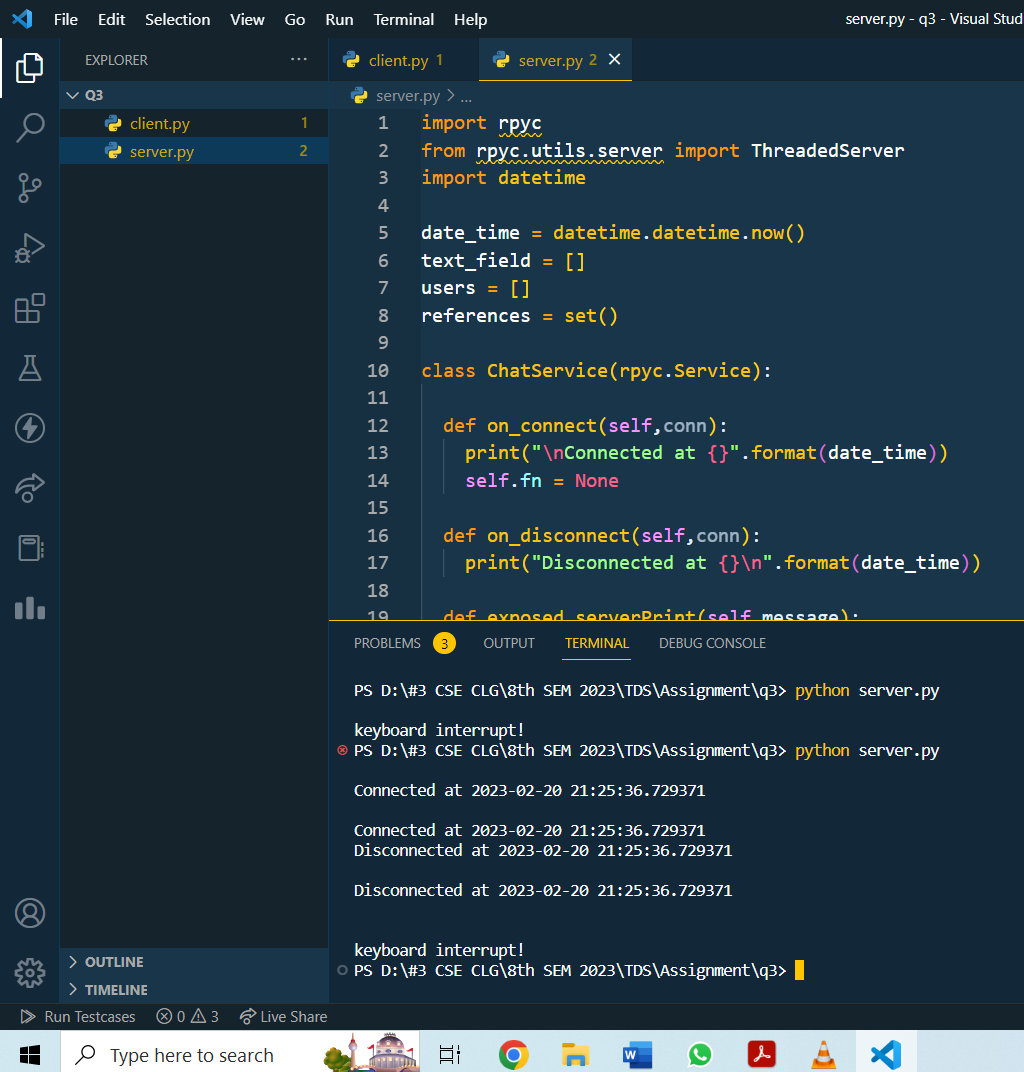 File Edit Selection View Go Run Terminal Help server.py - q3 - Visual Stud
EXPLORER ... client.py 1 server.py 2
Q3 server.py > ...
client.py 1
server.py 2
1 import rpyc
2 from rpyc.utils.server import ThreadedServer
3 import datetime
4
5 date_time = datetime.datetime.now()
6 text_field = []
7 users = []
8 references = set()
9
10 class ChatService(rpyc.Service):
11
12 def on_connect(self,conn):
13 print("\nConnected at {}".format(date_time))
14 self.fn = None
15
16 def on_disconnect(self,conn):
17 print("Disconnected at {}\n".format(date_time))
18
19 def exposed_serverPrint(self,message):
PROBLEMS 3 OUTPUT TERMINAL DEBUG CONSOLE
PS D:\#3 CSE CLG\8th SEM 2023\TDS\Assignment\q3> python server.py
keyboard interrupt!
PS D:\#3 CSE CLG\8th SEM 2023\TDS\Assignment\q3> python server.py
Connected at 2023-02-20 21:25:36.729371
Connected at 2023-02-20 21:25:36.729371
Disconnected at 2023-02-20 21:25:36.729371
Disconnected at 2023-02-20 21:25:36.729371
keyboard interrupt!
PS D:\#3 CSE CLG\8th SEM 2023\TDS\Assignment\q3>
OUTLINE
TIMELINE
Run Testcases 0 3 Live Share
Type here to search